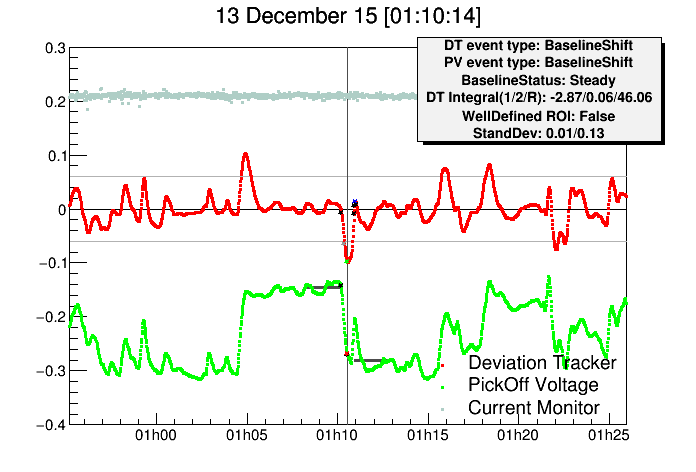 13 December 15 [01:10:14]
DT event type: BaselineShift
PV event type: BaselineShift
BaselineStatus: Steady
DT Integral(1/2/R): -2.87/0.06/46.06
WellDefined ROI: False
StandDev: 0.01/0.13
0.3
0.2
0.1
0
−0.1
−0.2
−0.3
−0.4
Deviation Tracker
PickOff Voltage
Current Monitor
01h00 01h05 01h10 01h15 01h20 01h25